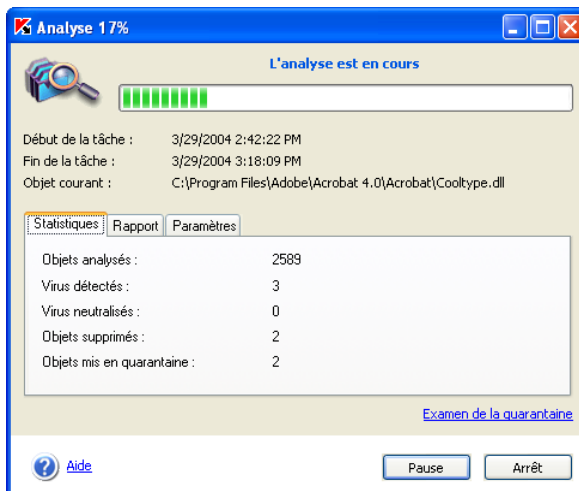 Analyse 17%
L'analyse est en cours
Début de la tâche : 3/29/2004 2:42:22 PM
Fin de la tâche : 3/29/2004 3:18:09 PM
Objet courant : C:\Program Files\Adobe\Acrobat 4.0\Acrobat\Cooltype.dll
Statistiques Rapport Paramètres
Objets analysés : 2589
Virus détectés : 3
Virus neutralisés : 0
Objets supprimés : 2
Objets mis en quarantaine : 2
Examen de la quarantaine
Aide Pause Arrêt